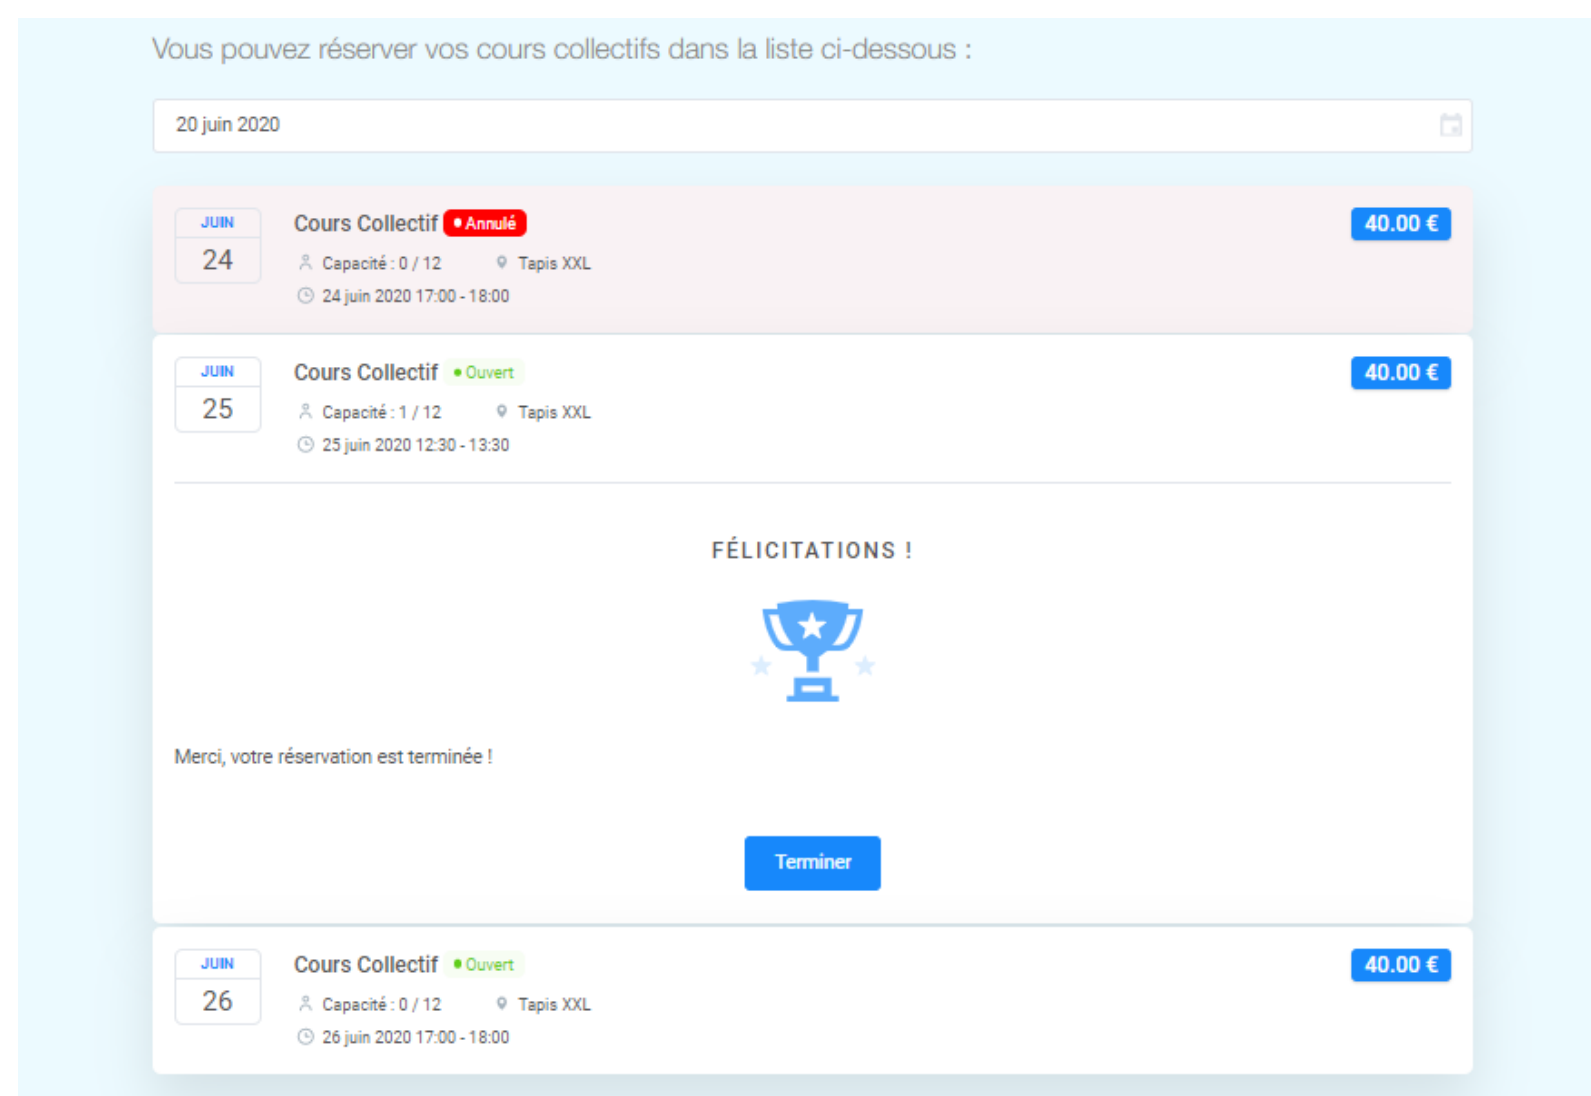 Vous pouvez réserver vos cours collectifs dans la liste ci-dessous :
20 juin 2020
JUIN
24
Cours Collectif • Annulé
40.00 €
Capacité : 0 / 12 Tapis XXL
24 juin 2020 17:00 - 18:00
JUIN
25
Cours Collectif • Ouvert
40.00 €
Capacité : 1 / 12 Tapis XXL
25 juin 2020 12:30 - 13:30
FÉLICITATIONS !
Merci, votre réservation est terminée !
Terminer
JUIN
26
Cours Collectif • Ouvert
40.00 €
Capacité : 0 / 12 Tapis XXL
26 juin 2020 17:00 - 18:00